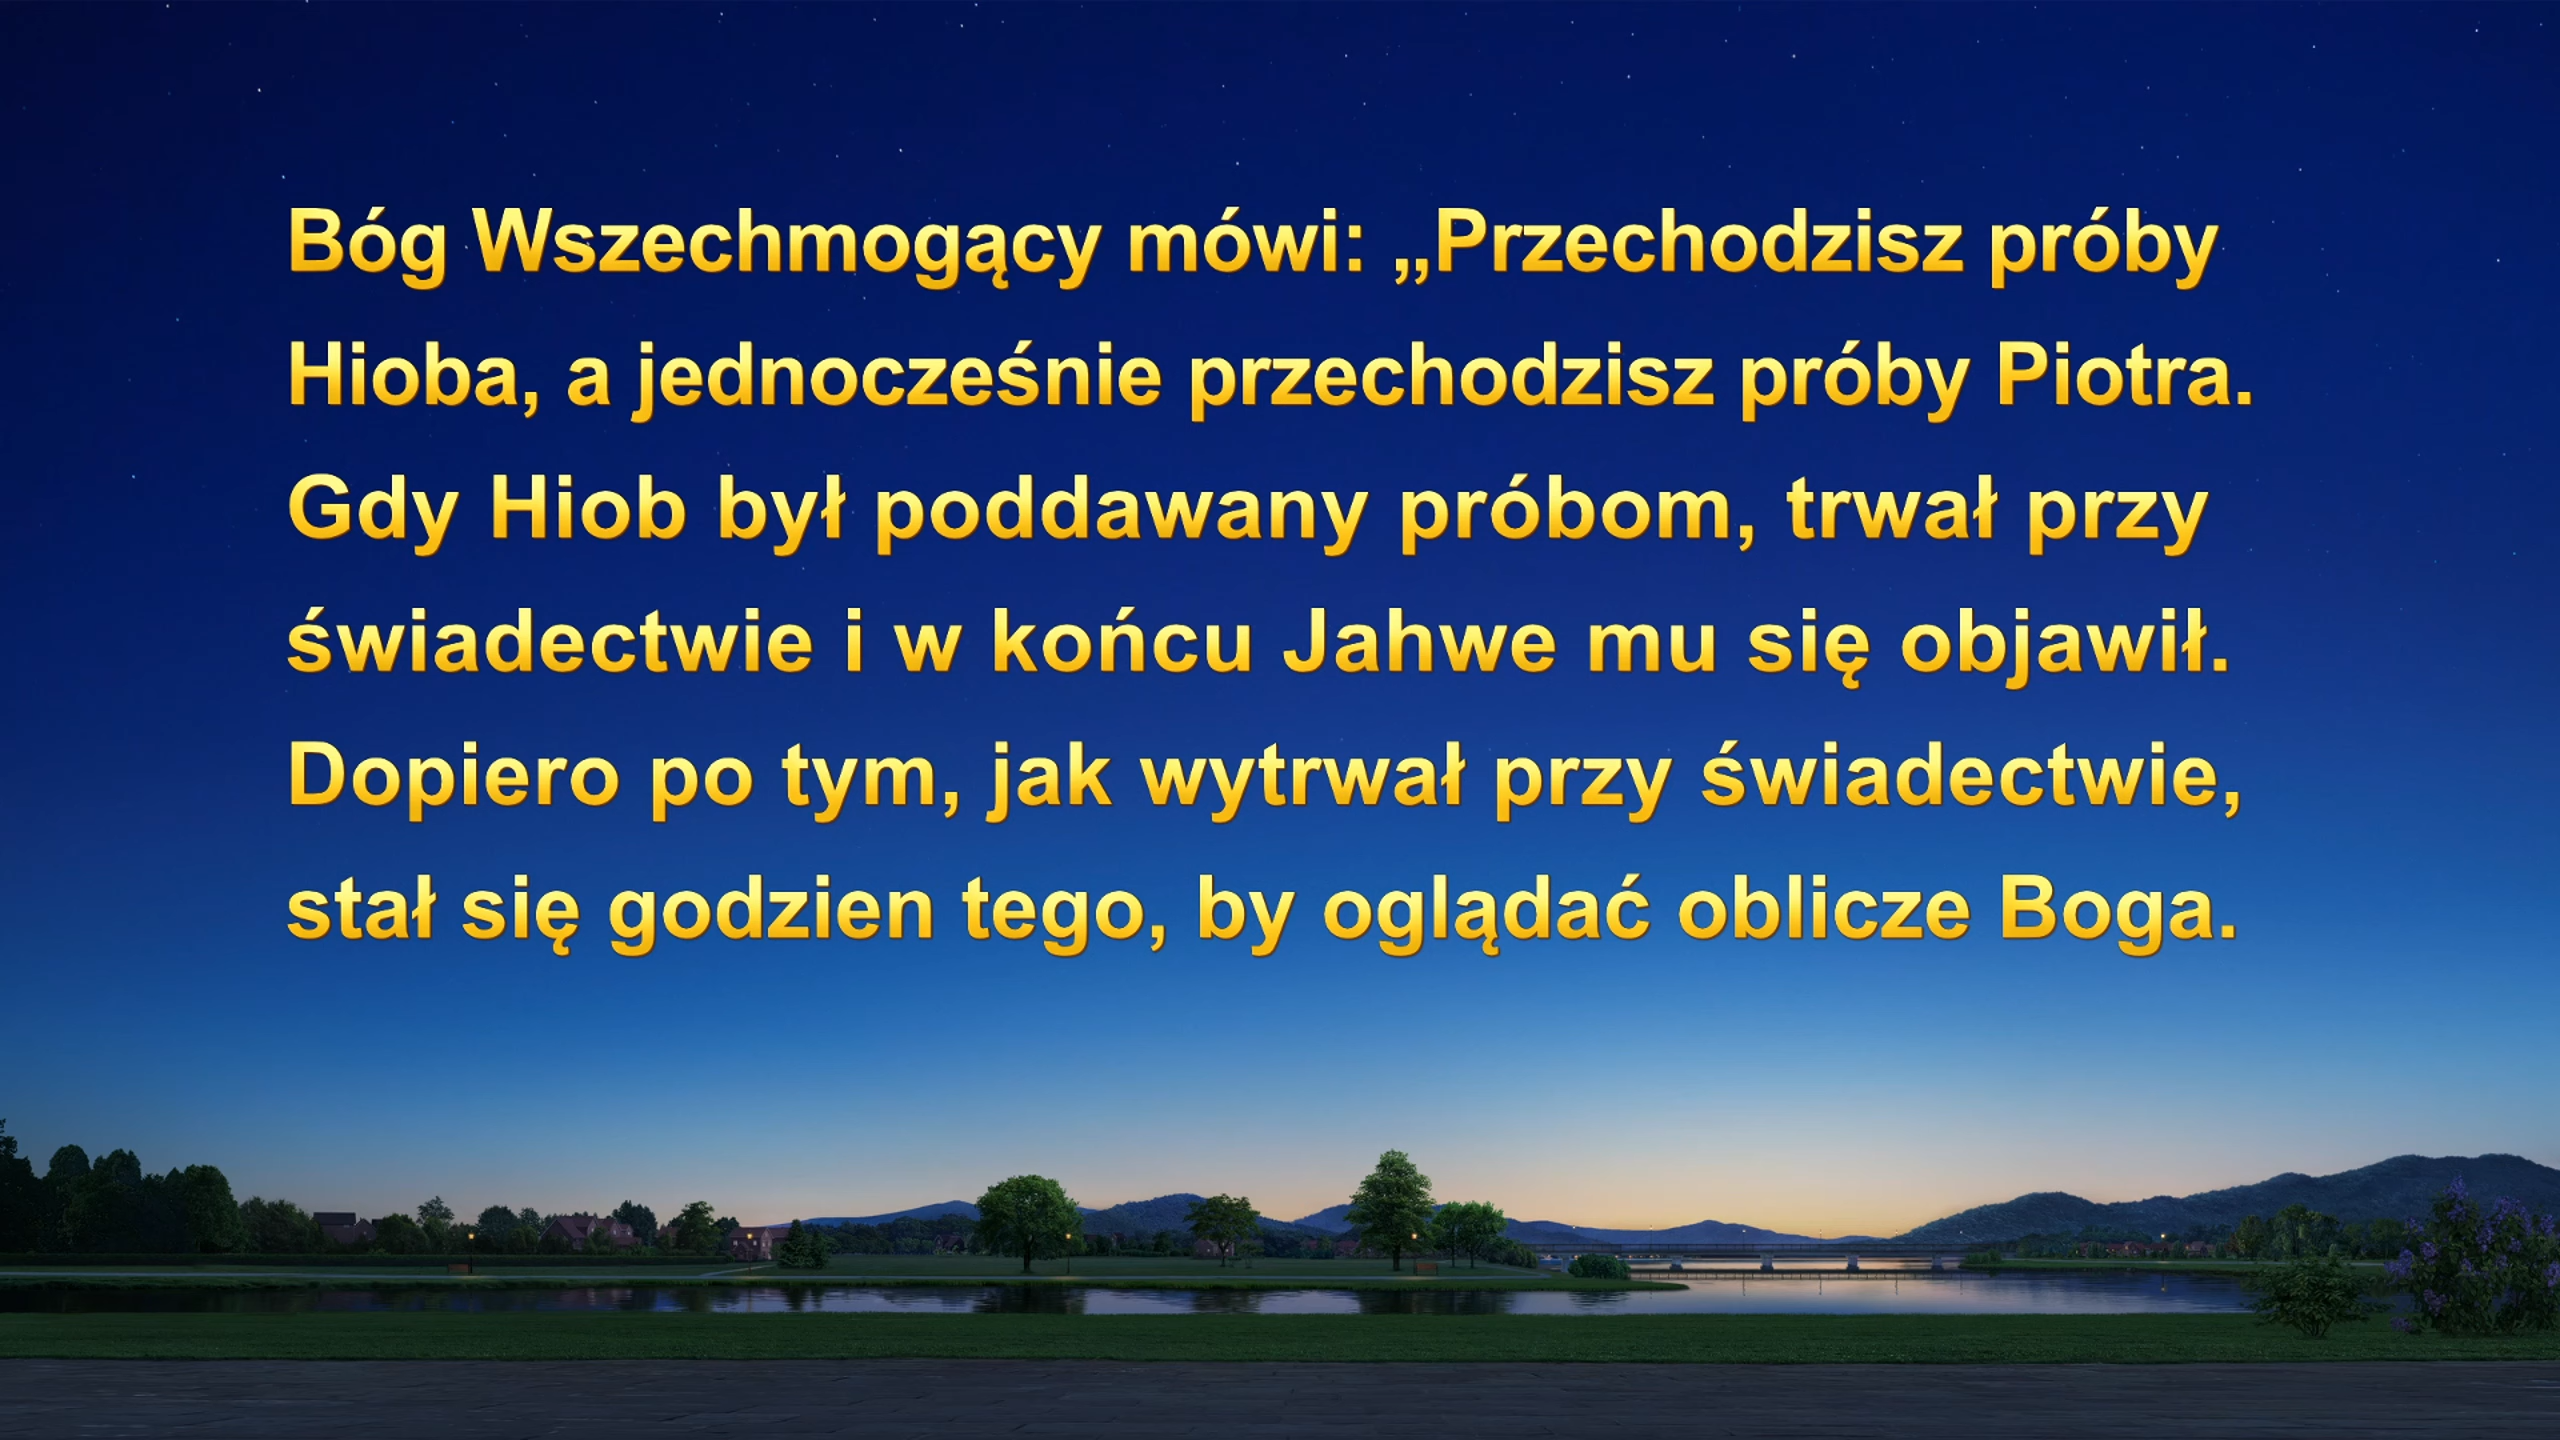 Bóg Wszechmogący mówi: „Przechodzisz próby
Hioba, a jednocześnie przechodzisz próby Piotra.
Gdy Hiob był poddawany próbom, trwał przy
świadectwie i w końcu Jahwe mu się objawił.
Dopiero po tym, jak wytrwał przy świadectwie,
stał się godzien tego, by oglądać oblicze Boga.